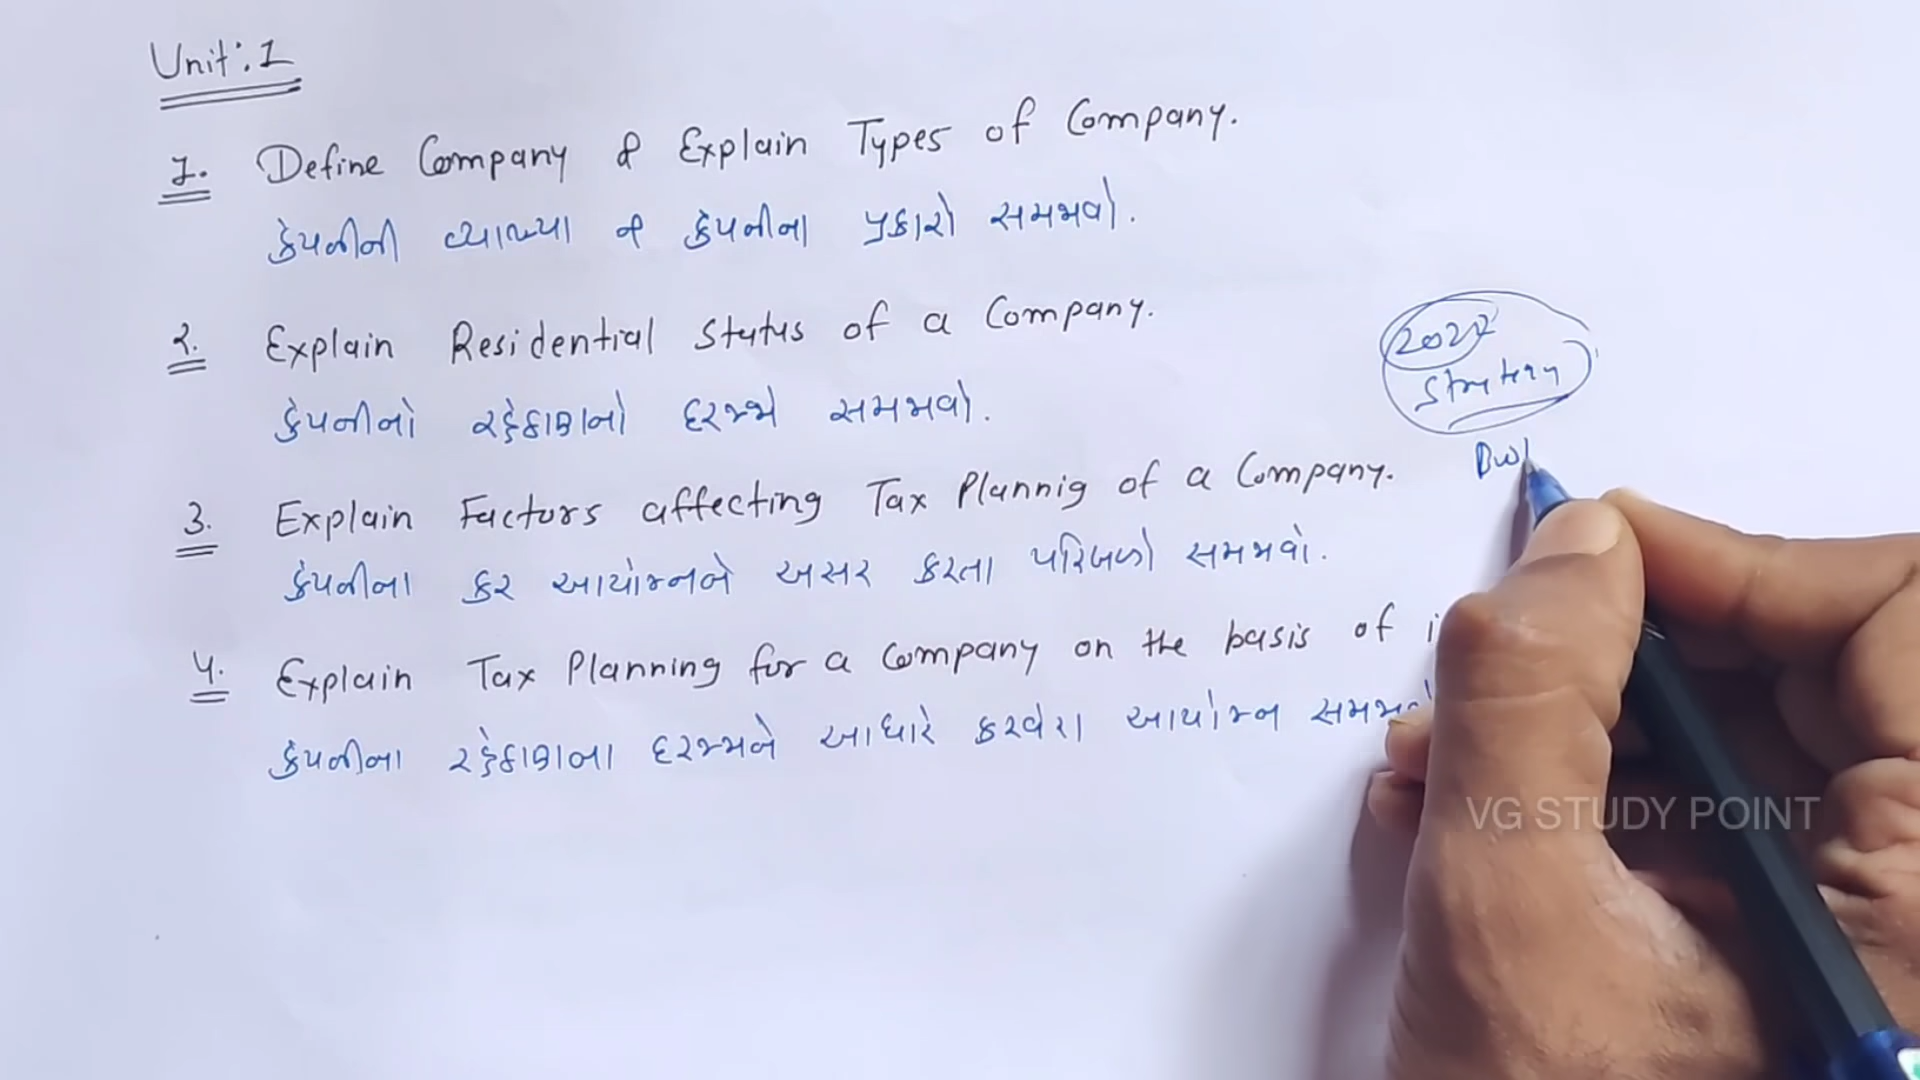 Unit: 1
1. Define Company & Explain Types of Company.
કંપનીની વ્યાખ્યા ને કંપનીના પ્રકારો સમજાવો.
2. Explain Residential Status of a Company.
કંપનીનો રહેઠાણનો દરજ્જો સમજાવો.
3. Explain Factors affecting Tax Plannig of a Company.
કંપનીના કર આયોજનને અસર કરતા પરિબળો સમજાવો.
4. Explain Tax Planning for a Company on the basis of
કંપનીના રહેઠાણના દરજ્જાને આધારે કરવેરા આયોજન
VG STUDY POINT